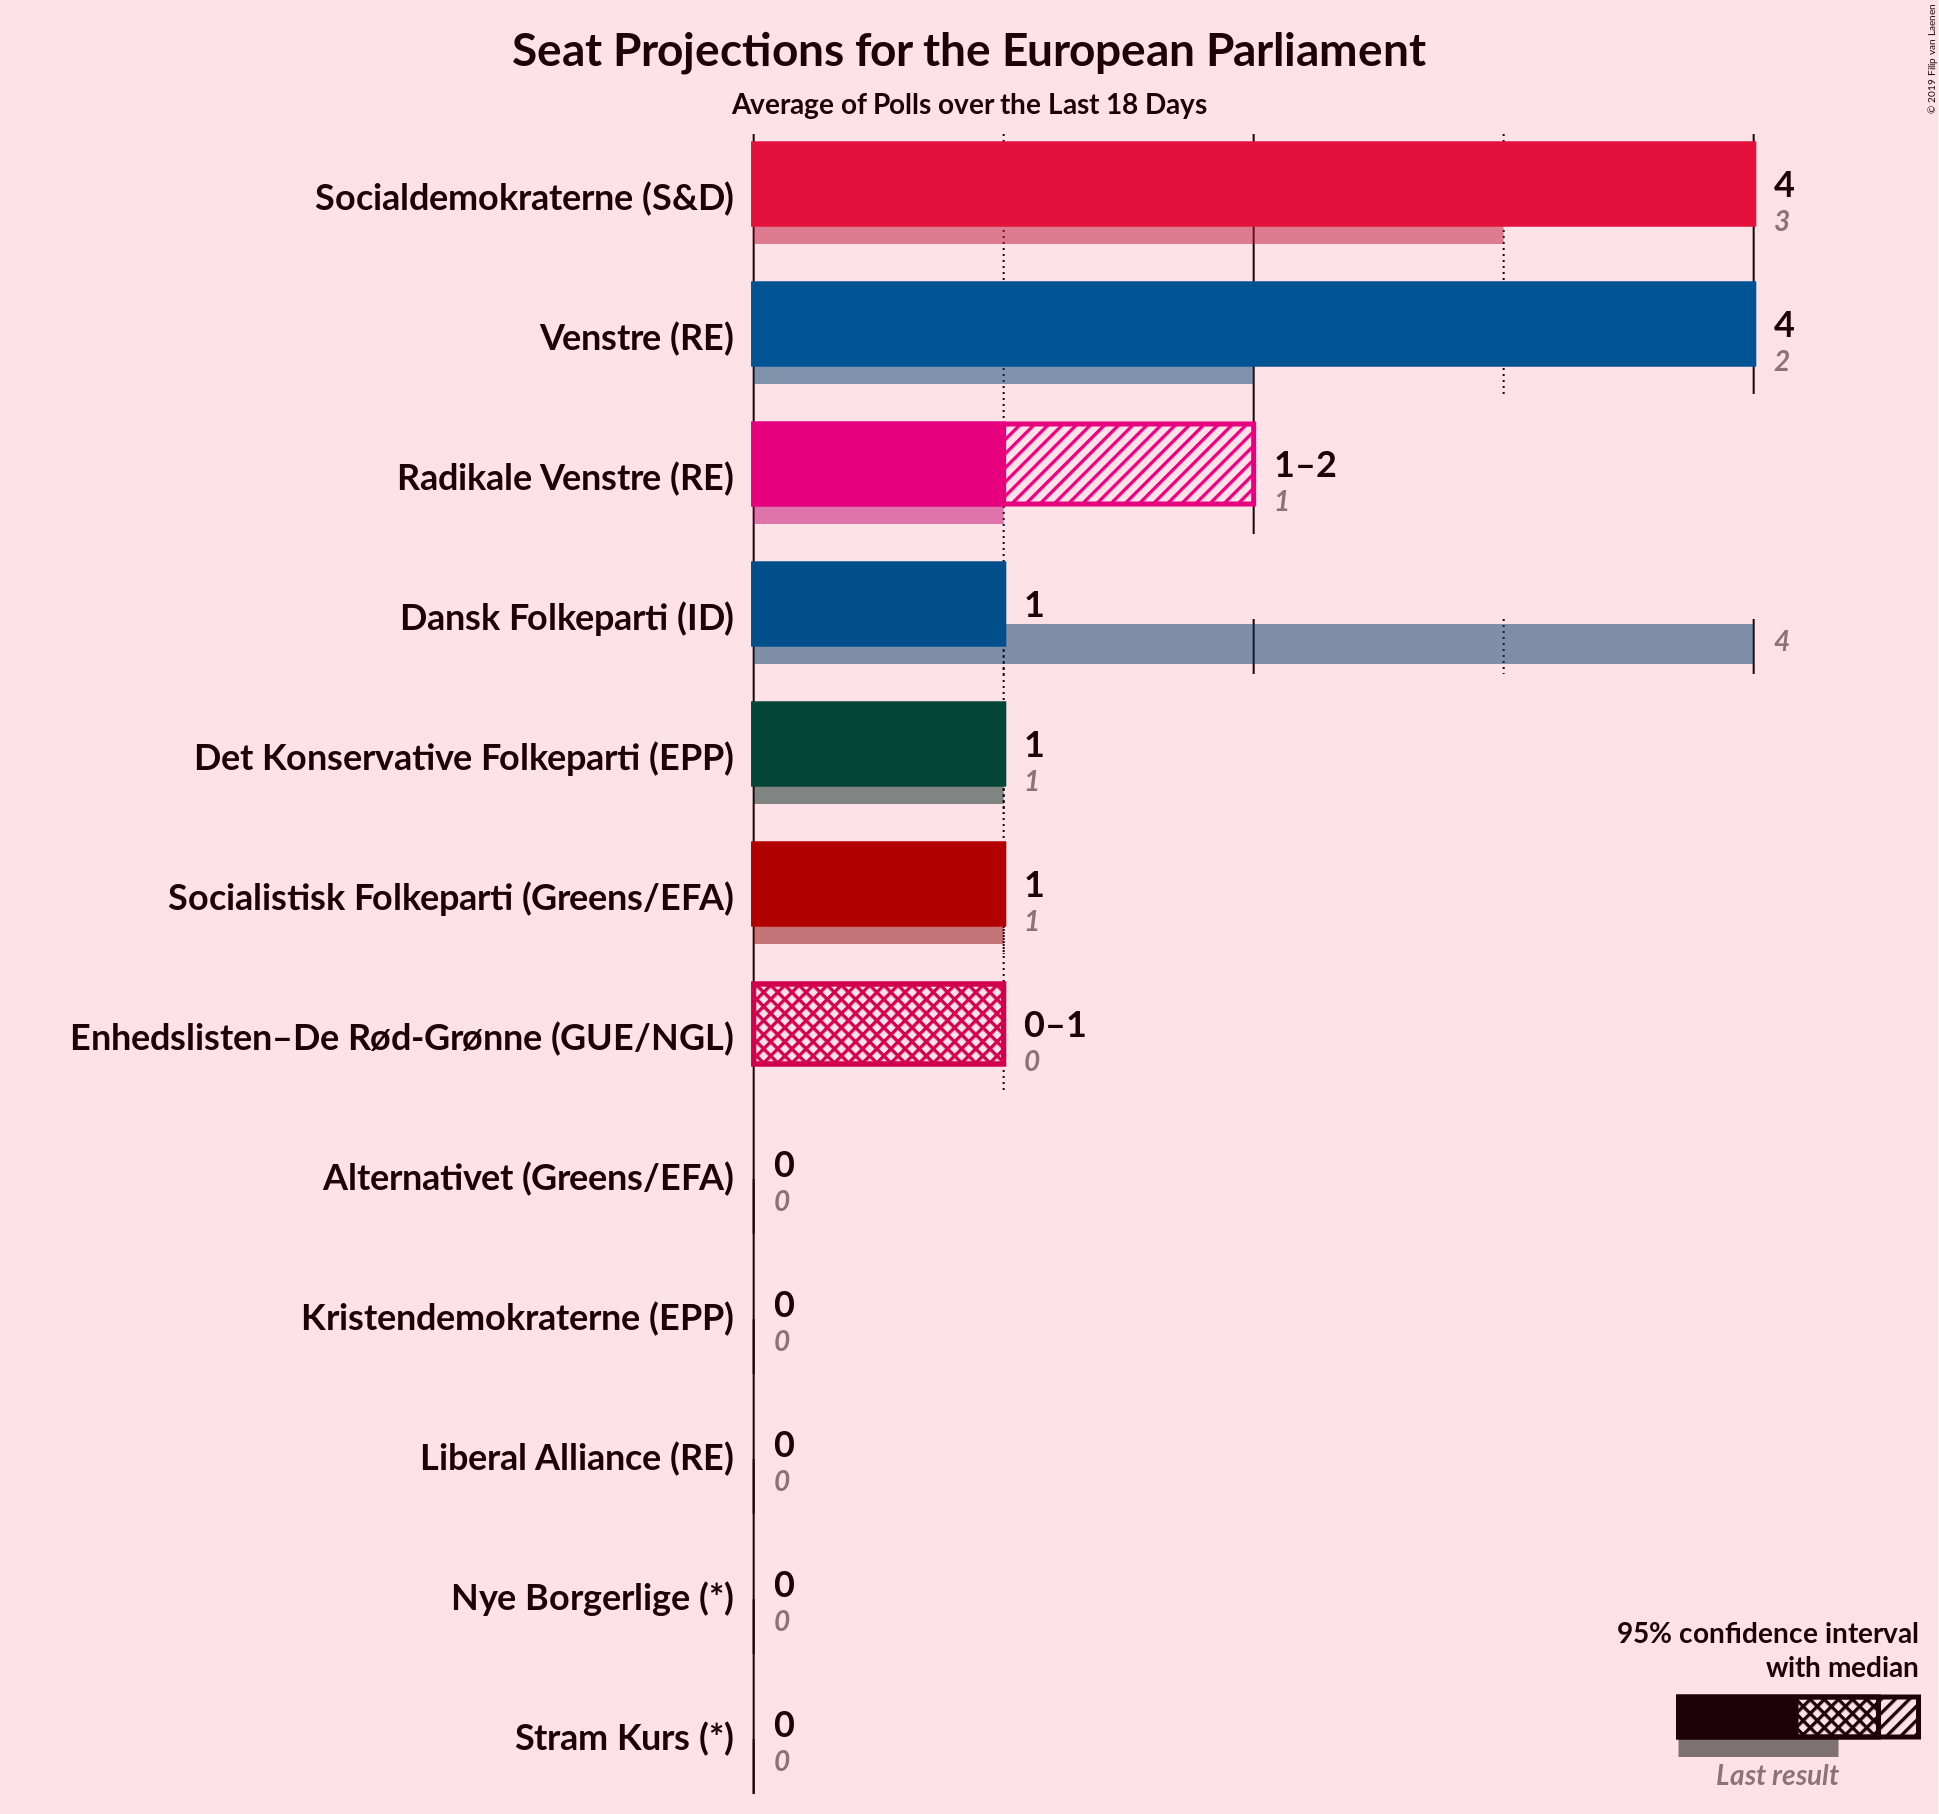 Seat Projections for the European Parliament
Average of Polls over the Last 18 Days
© 2019 Filip van Laenen
Socialdemokraterne (S&D)
4
3
Venstre (RE)
4
2
Radikale Venstre (RE)
1–2
1
Dansk Folkeparti (ID)
1
4
Det Konservative Folkeparti (EPP)
1
1
Socialistisk Folkeparti (Greens/EFA)
1
1
Enhedslisten–De Rød-Grønne (GUE/NGL)
0–1
0
Alternativet (Greens/EFA)
0
0
Kristendemokraterne (EPP)
0
0
Liberal Alliance (RE)
0
0
Nye Borgerlige (*)
0
0
Stram Kurs (*)
0
0
95% confidence interval
with median
Last result